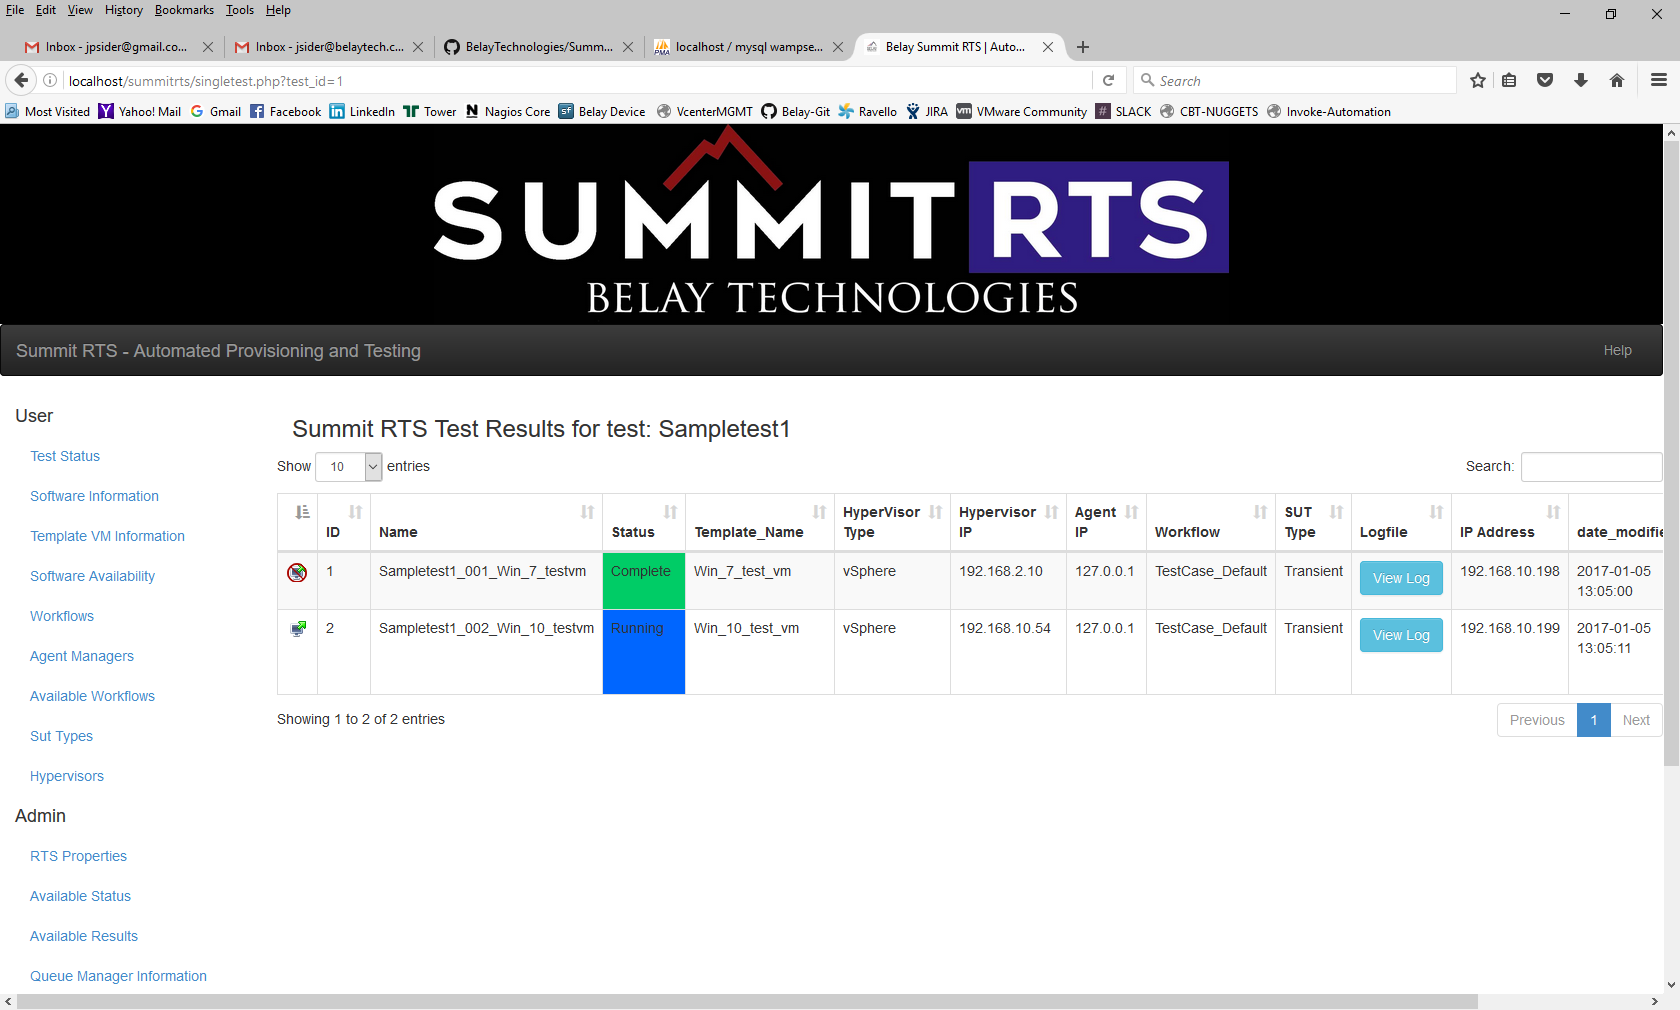 File Edit View History Bookmarks Tools Help
Inbox - jpsider@gmail.co... Inbox - jsider@belaytech.c... BelayTechnologies/Summ... localhost / mysql wampse... Belay Summit RTS | Auto...
localhost/summitrts/singletest.php?test_id=1 Search
Most Visited Yahoo! Mail Gmail Facebook LinkedIn Tower Nagios Core Belay Device VcenterMGMT Belay-Git Ravello JIRA VMware Community SLACK CBT-NUGGETS Invoke-Automation
SUMMIT RTS
BELAY TECHNOLOGIES
Summit RTS - Automated Provisioning and Testing Help
User
Test Status
Software Information
Template VM Information
Software Availability
Workflows
Agent Managers
Available Workflows
Sut Types
Hypervisors
Admin
RTS Properties
Available Status
Available Results
Queue Manager Information
Summit RTS Test Results for test: Sampletest1
Show 10 entries Search:
ID Name Status Template_Name HyperVisor Type Hypervisor IP Agent IP Workflow SUT Type Logfile IP Address date_modifie
1 Sampletest1_001_Win_7_testvm Complete Win_7_test_vm vSphere 192.168.2.10 127.0.0.1 TestCase_Default Transient View Log 192.168.10.198 2017-01-05 13:05:00
2 Sampletest1_002_Win_10_testvm Running Win_10_test_vm vSphere 192.168.10.54 127.0.0.1 TestCase_Default Transient View Log 192.168.10.199 2017-01-05 13:05:11
Showing 1 to 2 of 2 entries Previous 1 Next